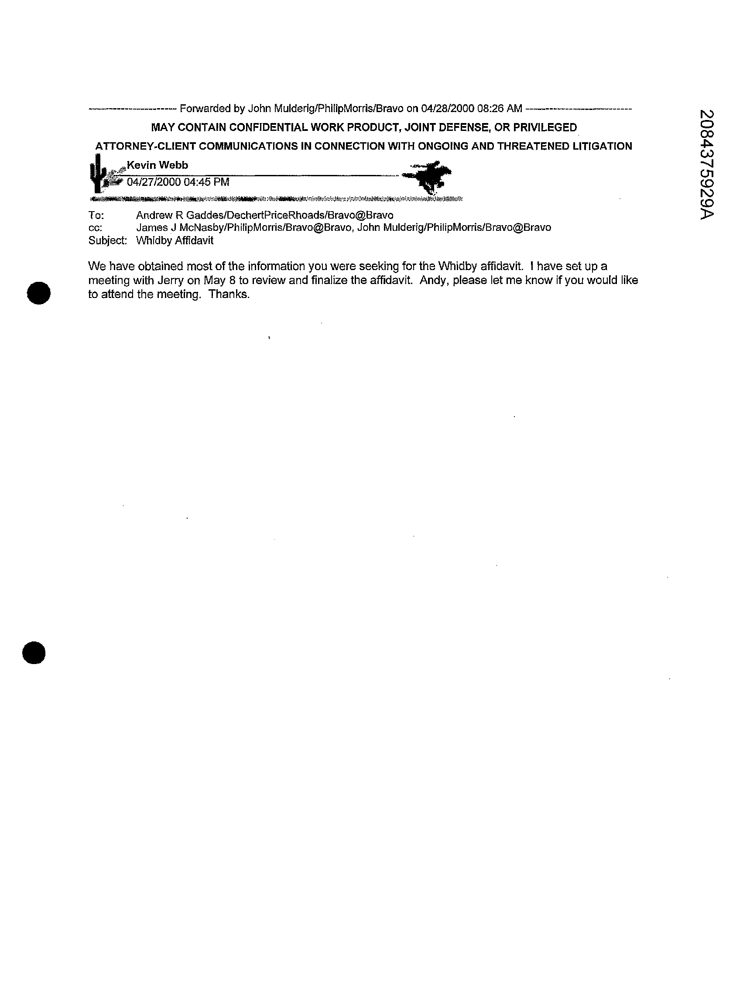 ---------------------- Forwarded by John Mulderig/PhilipMorris/Bravo on 04/28/2000 08:26 AM ---------------------------
MAY CONTAIN CONFIDENTIAL WORK PRODUCT, JOINT DEFENSE, OR PRIVILEGED
ATTORNEY-CLIENT COMMUNICATIONS IN CONNECTION WITH ONGOING AND THREATENED LITIGATION
Kevin Webb
04/27/2000 04:45 PM
To: Andrew R Gaddes/DechertPriceRhoads/Bravo@Bravo
cc: James J McNasby/PhilipMorris/Bravo@Bravo, John Mulderig/PhilipMorris/Bravo@Bravo
Subject: Whidby Affidavit
We have obtained most of the information you were seeking for the Whidby affidavit. I have set up a
meeting with Jerry on May 8 to review and finalize the affidavit. Andy, please let me know if you would like
to attend the meeting. Thanks.
2084375929A